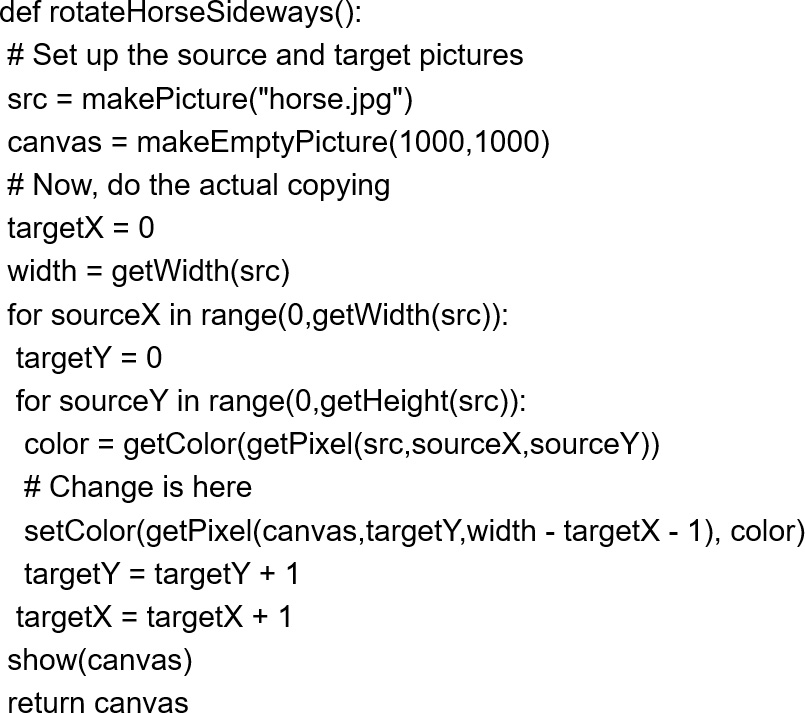 def rotateHorseSideways():
# Set up the source and target pictures
src = makePicture("horse.jpg")
canvas = makeEmptyPicture(1000,1000)
# Now, do the actual copying
targetX = 0
width = getWidth(src)
for sourceX in range(0,getWidth(src)):
targetY = 0
for sourceY in range(0,getHeight(src)):
color = getColor(getPixel(src,sourceX,sourceY))
# Change is here
setColor(getPixel(canvas,targetY,width - targetX - 1), color)
targetY = targetY + 1
targetX = targetX + 1
show(canvas)
return canvas